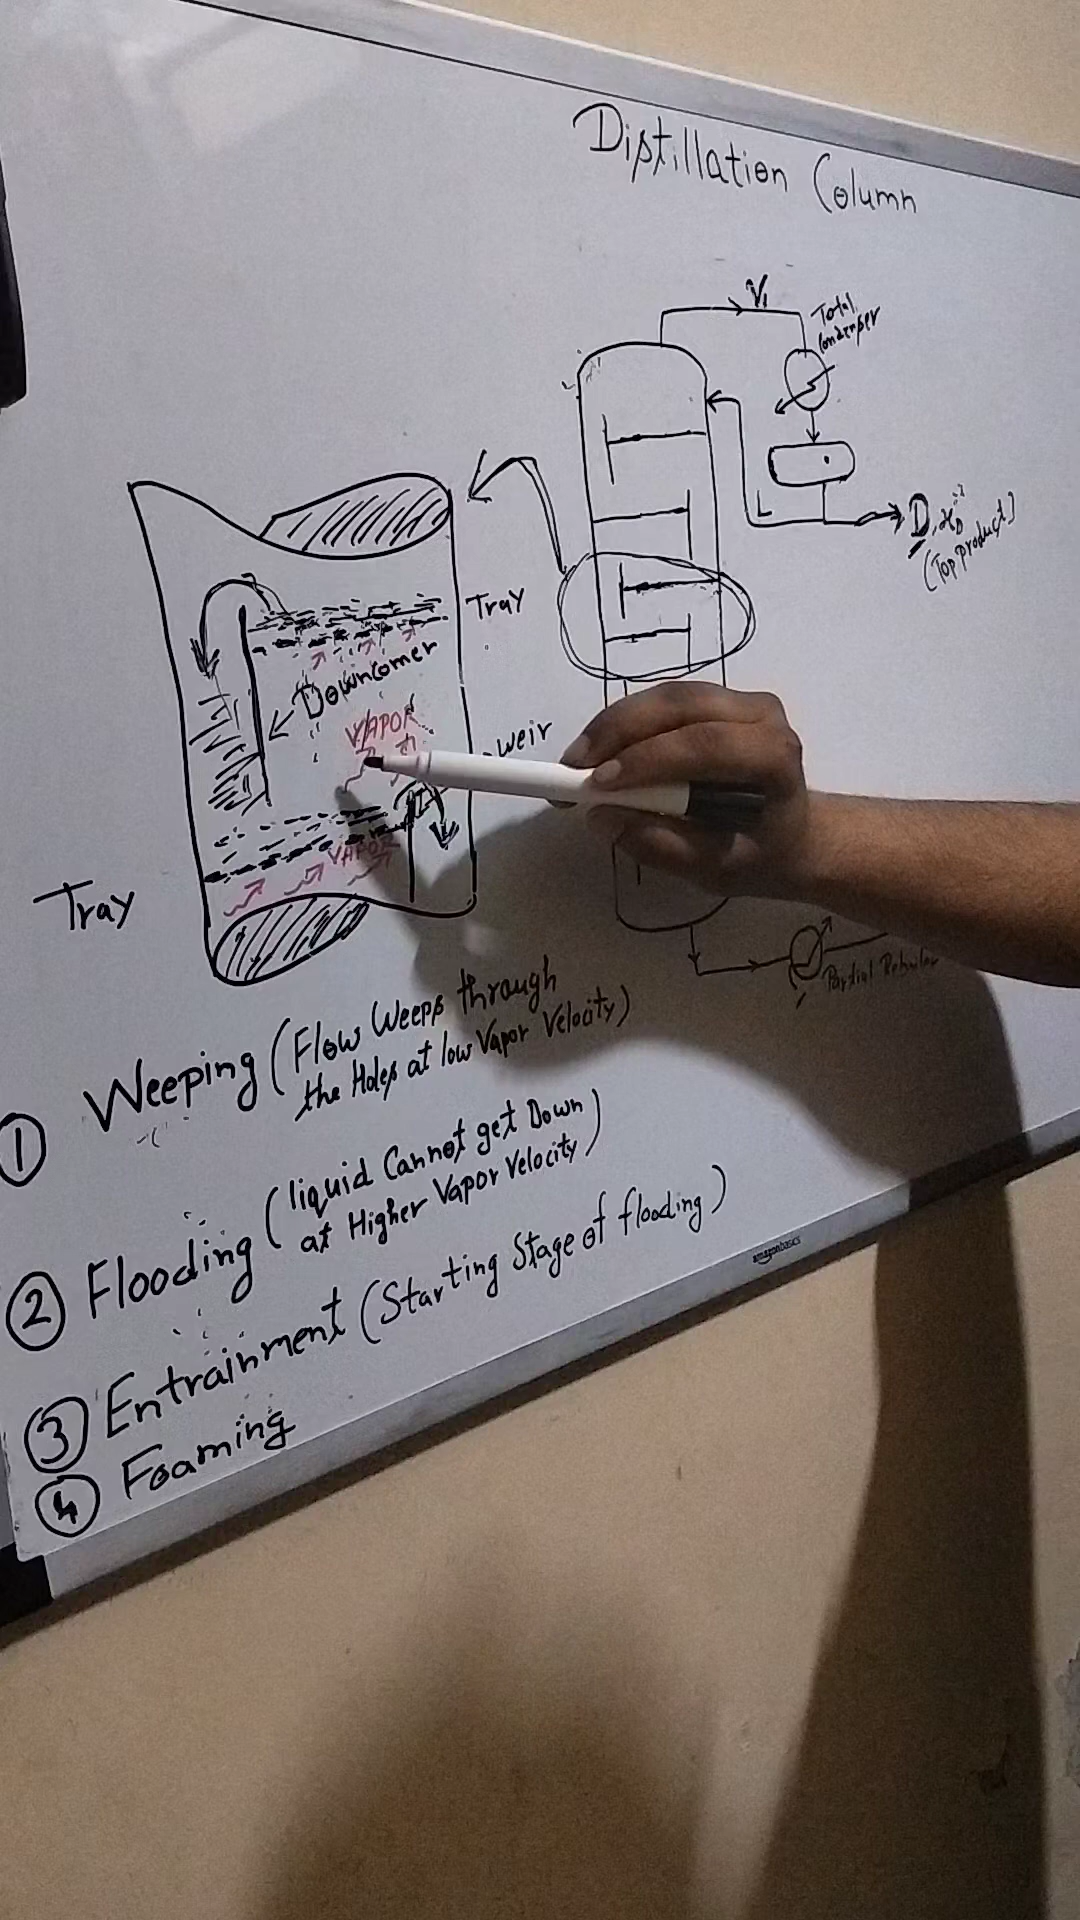 Distillation Column
V1
Total
Condenser
L
D, xD
(Top product)
Tray
Downcomer
VAPOR
Weir
VAPOR
Tray
Partial
① Weeping (Flow Weeps through
the Holes at low Vapor Velocity)
② Flooding (liquid Cannot get Down
at Higher Vapor Velocity)
③ Entrainment (Starting Stage of flooding)
④ Foaming
amazonbasics